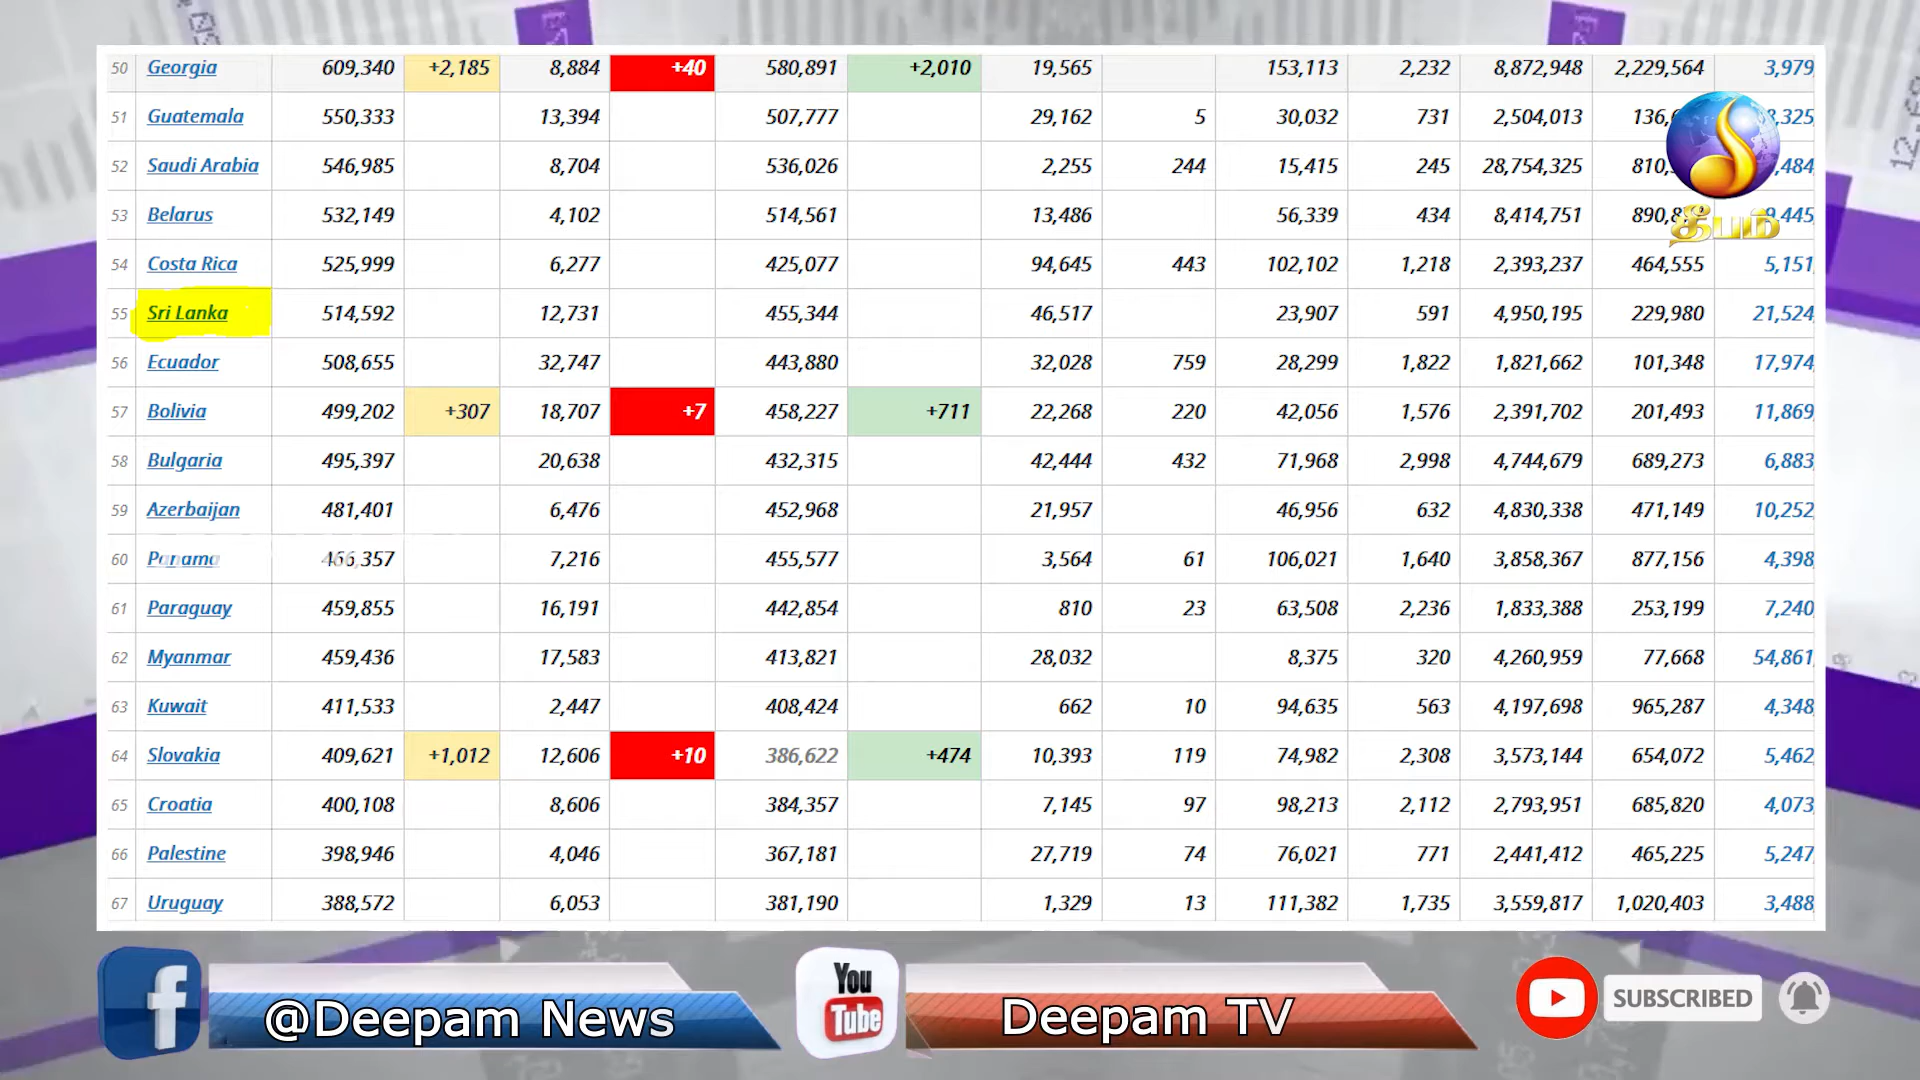 50 Georgia 609,340 +2,185 8,884 +40 580,891 +2,010 19,565 153,113 2,232 8,872,948 2,229,564 3,979
51 Guatemala 550,333 13,394 507,777 29,162 5 30,032 731 2,504,013
52 Saudi Arabia 546,985 8,704 536,026 2,255 244 15,415 245 28,754,325
53 Belarus 532,149 4,102 514,561 13,486 56,339 434 8,414,751
54 Costa Rica 525,999 6,277 425,077 94,645 443 102,102 1,218 2,393,237 464,555 5,151
55 Sri Lanka 514,592 12,731 455,344 46,517 23,907 591 4,950,195 229,980 21,524
56 Ecuador 508,655 32,747 443,880 32,028 759 28,299 1,822 1,821,662 101,348 17,974
57 Bolivia 499,202 +307 18,707 +7 458,227 +711 22,268 220 42,056 1,576 2,391,702 201,493 11,869
58 Bulgaria 495,397 20,638 432,315 42,444 432 71,968 2,998 4,744,679 689,273 6,883
59 Azerbaijan 481,401 6,476 452,968 21,957 46,956 632 4,830,338 471,149 10,252
60 Panama 466,357 7,216 455,577 3,564 61 106,021 1,640 3,858,367 877,156 4,398
61 Paraguay 459,855 16,191 442,854 810 23 63,508 2,236 1,833,388 253,199 7,240
62 Myanmar 459,436 17,583 413,821 28,032 8,375 320 4,260,959 77,668 54,861
63 Kuwait 411,533 2,447 408,424 662 10 94,635 563 4,197,698 965,287 4,348
64 Slovakia 409,621 +1,012 12,606 +10 386,622 +474 10,393 119 74,982 2,308 3,573,144 654,072 5,462
65 Croatia 400,108 8,606 384,357 7,145 97 98,213 2,112 2,793,951 685,820 4,073
66 Palestine 398,946 4,046 367,181 27,719 74 76,021 771 2,441,412 465,225 5,247
67 Uruguay 388,572 6,053 381,190 1,329 13 111,382 1,735 3,559,817 1,020,403 3,488
தீபம்
@Deepam News
You
Tube
Deepam TV
SUBSCRIBED